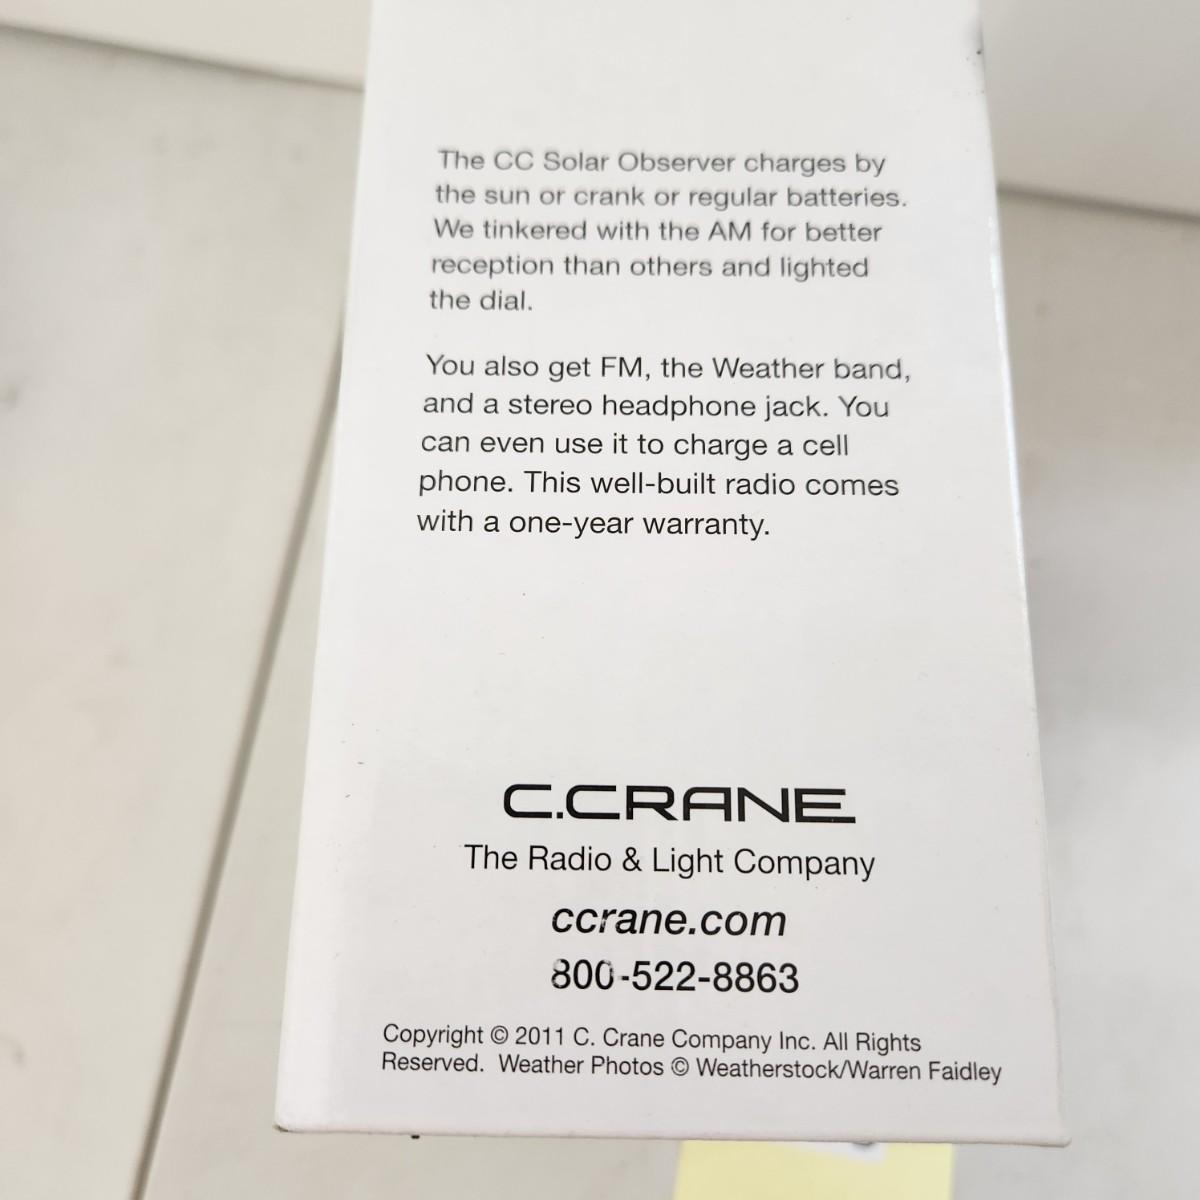 The CC Solar Observer charges by
the sun or crank or regular batteries.
We tinkered with the AM for better
reception than others and lighted
the dial.
You also get FM, the Weather band,
and a stereo headphone jack. You
can even use it to charge a cell
phone. This well-built radio comes
with a one-year warranty.
C.CRANE
The Radio & Light Company
ccrane.com
800-522-8863
Copyright © 2011 C. Crane Company Inc. All Rights
Reserved. Weather Photos © Weatherstock/Warren Faidley